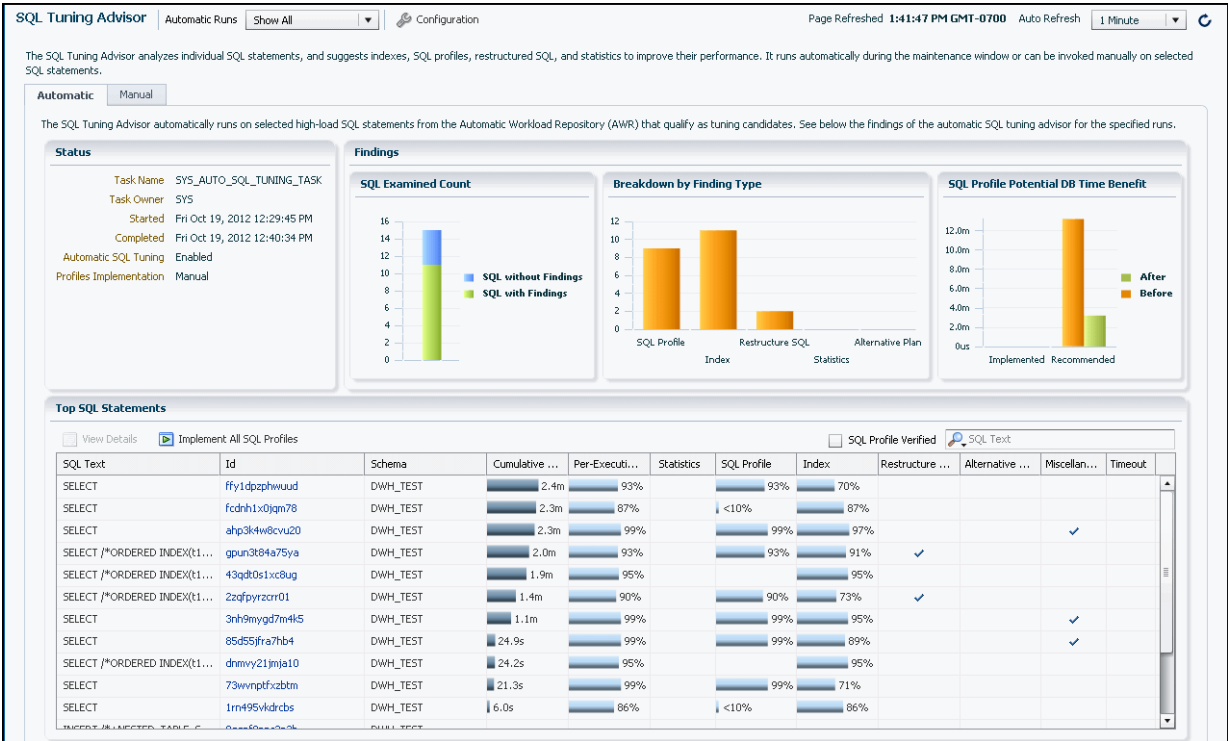 SQL Tuning Advisor Automatic Runs Show All Configuration Page Refreshed 1:41:47 PM GMT-0700 Auto Refresh 1 Minute
The SQL Tuning Advisor analyzes individual SQL statements, and suggests indexes, SQL profiles, restructured SQL, and statistics to improve their performance. It runs automatically during the maintenance window or can be invoked manually on selected
SQL statements.
Automatic Manual
The SQL Tuning Advisor automatically runs on selected high-load SQL statements from the Automatic Workload Repository (AWR) that qualify as tuning candidates. See below the findings of the automatic SQL tuning advisor for the specified runs.
Status
Task Name SYS_AUTO_SQL_TUNING_TASK
Task Owner SYS
Started Fri Oct 19, 2012 12:29:45 PM
Completed Fri Oct 19, 2012 12:40:34 PM
Automatic SQL Tuning Enabled
Profiles Implementation Manual
Findings
SQL Examined Count
16
14
12
10
8
6
4
2
0
SQL without Findings
SQL with Findings
Breakdown by Finding Type
12
10
8
6
4
2
0
SQL Profile Restructure SQL Alternative Plan
Index Statistics
SQL Profile Potential DB Time Benefit
12.0m
10.0m
8.0m
6.0m
4.0m
2.0m
0us
Implemented Recommended
After
Before
Top SQL Statements
View Details Implement All SQL Profiles SQL Profile Verified SQL Text
SQL Text Id Schema Cumulative ... Per-Executi... Statistics SQL Profile Index Restructure ... Alternative ... Miscellan... Timeout
SELECT ffy1dpzphwuud DWH_TEST 2.4m 93% 93% 70%
SELECT fcdnh1x0jqm78 DWH_TEST 2.3m 87% <10% 87%
SELECT ahp3k4w8cvu20 DWH_TEST 2.3m 99% 99% 97%
SELECT /*ORDERED INDEX(t1... gpun3t84a75ya DWH_TEST 2.0m 93% 93% 91%
SELECT /*ORDERED INDEX(t1... 43qdt0s1xc8ug DWH_TEST 1.9m 95% 95%
SELECT /*ORDERED INDEX(t1... 2zqfpyrzcrr01 DWH_TEST 1.4m 90% 90% 73%
SELECT 3nh9mygd7m4k5 DWH_TEST 1.1m 99% 99% 95%
SELECT 85d55jfra7hb4 DWH_TEST 24.9s 99% 99% 89%
SELECT /*ORDERED INDEX(t1... dnmvy21jmja10 DWH_TEST 24.2s 95% 95%
SELECT 73wvnptfxzbtm DWH_TEST 21.3s 99% 99% 71%
SELECT 1rn495vkdrcbs DWH_TEST 6.0s 86% <10% 86%